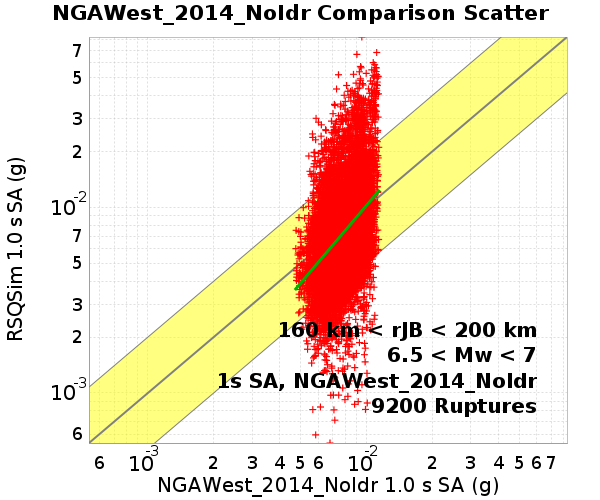 NGAWest_2014_NoIdr Comparison Scatter
7
5
3
2
10-2
7
5
3
2
10-3
6
RSQSim 1.0 s SA (g)
160 km < rJB < 200 km
6.5 < Mw < 7
1s SA, NGAWest_2014_NoIdr
9200 Ruptures
6 10-3 2 3 4 5 6 10-2 2 3 4 5 6 7
NGAWest_2014_NoIdr 1.0 s SA (g)